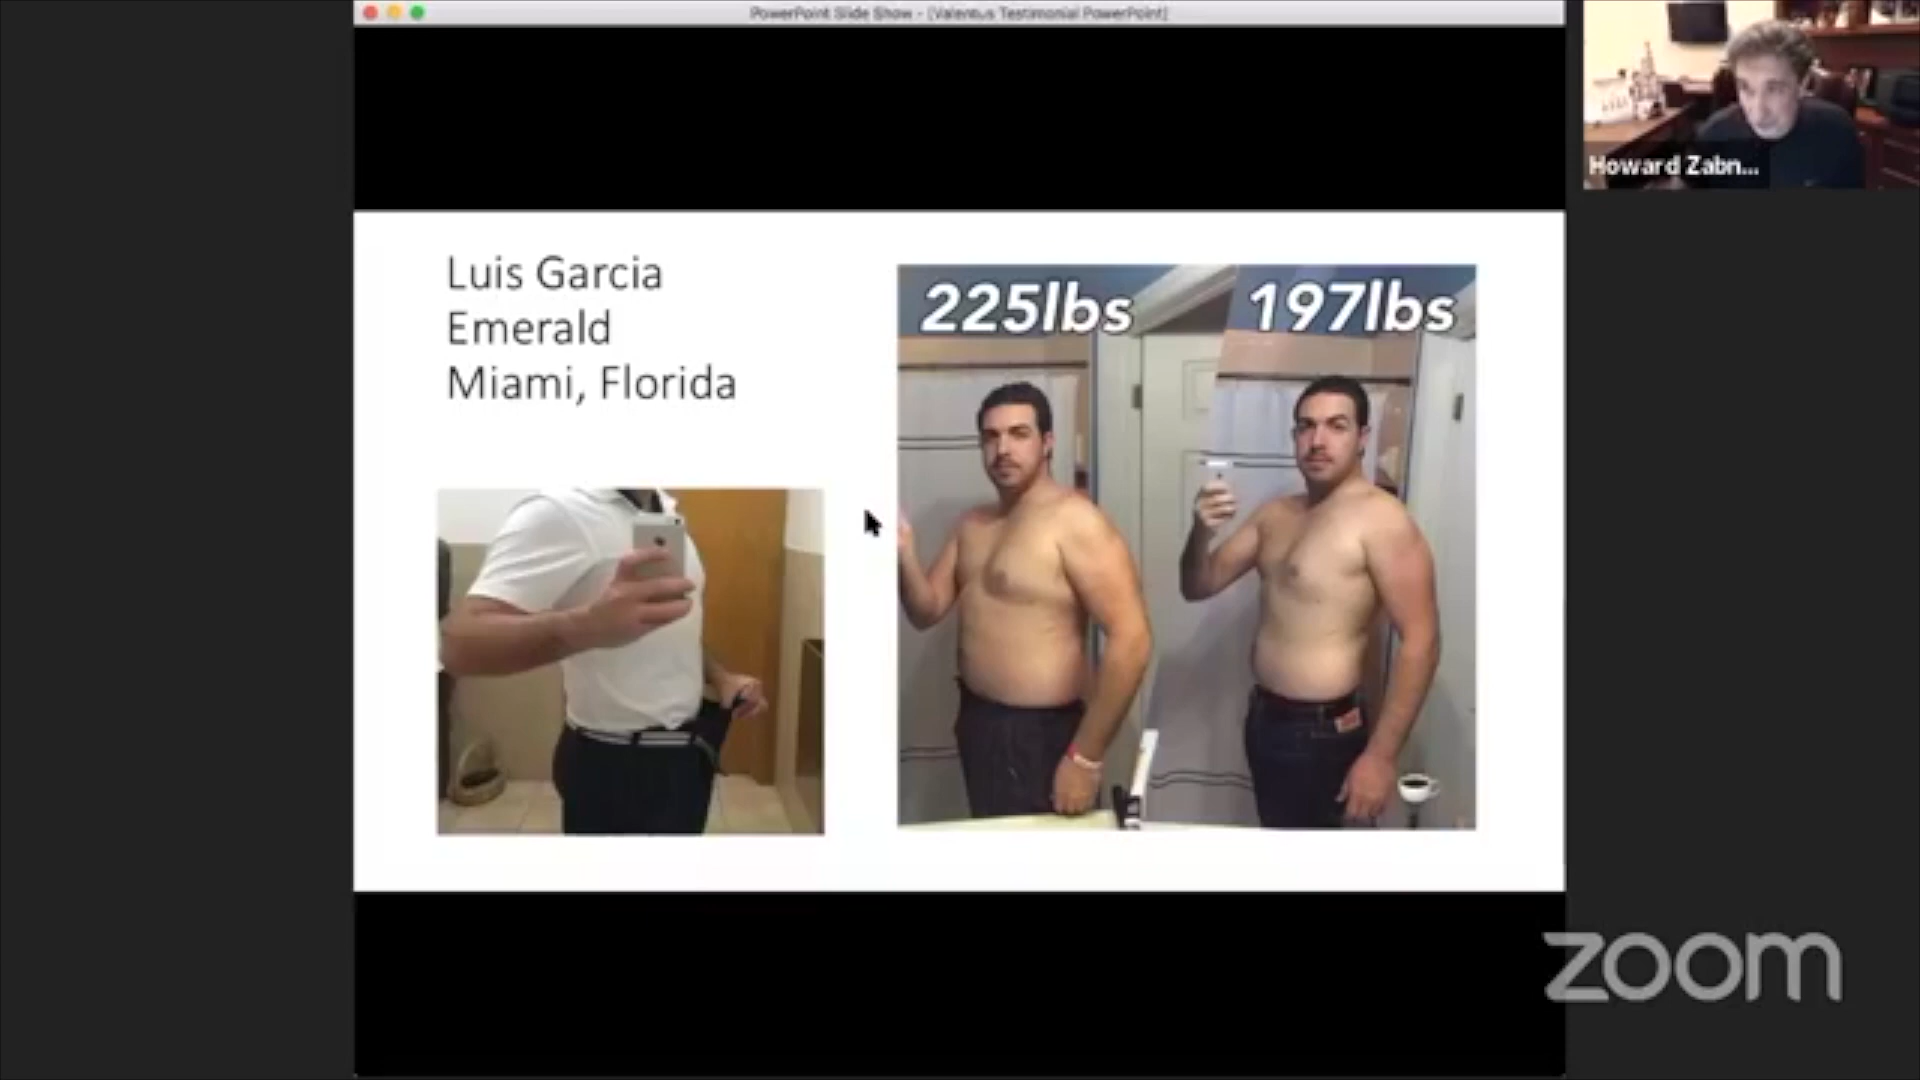 PowerPoint Slide Show - [Valentus Testimonial PowerPoint]
Howard Zabn...
Luis Garcia
Emerald
Miami, Florida
225lbs
197lbs
zoom